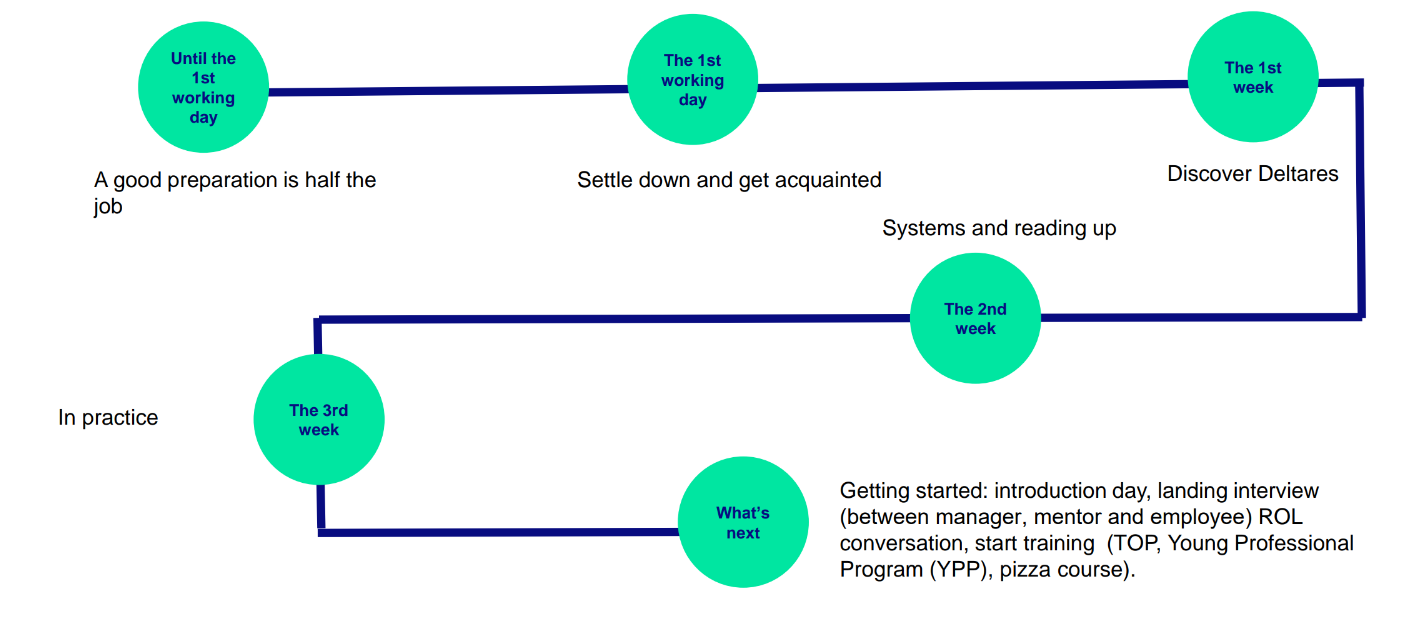 Until the
1st
working
day
A good preparation is half the
job
The 1st
working
day
Settle down and get acquainted
The 1st
week
Discover Deltares
Systems and reading up
The 2nd
week
In practice
The 3rd
week
What’s
next
Getting started: introduction day, landing interview
(between manager, mentor and employee) ROL
conversation, start training  (TOP, Young Professional
Program (YPP), pizza course).